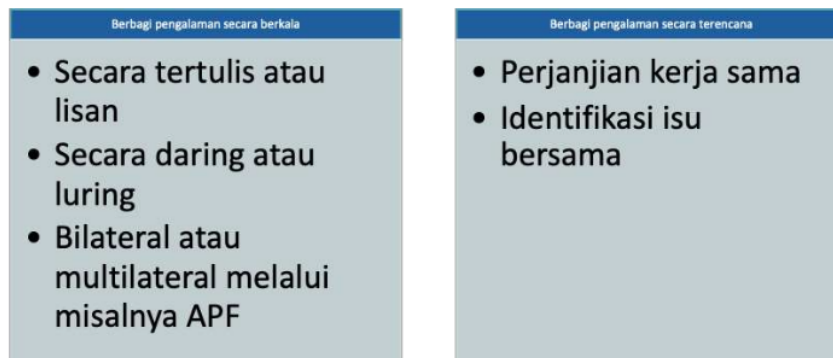 Berbagi pengalaman secara berkala
• Secara tertulis atau
lisan
• Secara daring atau
luring
• Bilateral atau
multilateral melalui
misalnya APF
Berbagi pengalaman secara terencana
• Perjanjian kerja sama
• Identifikasi isu
bersama